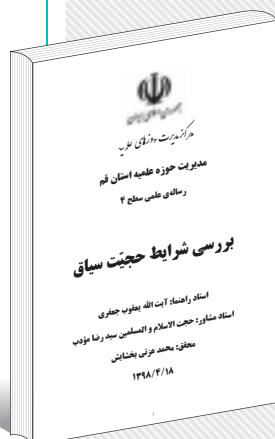 مرکز مدیریت حوزه‌های علمیه
مدیریت حوزه علمیه استان قم
رساله‌ی علمی سطح ۴
بررسی شرایط حجیّت سیاق
استاد راهنما: آیت الله یعقوب جعفری
استاد مشاور: حجت الاسلام و المسلمین سید رضا مؤدب
محقق: محمد عزتی بخشایش
۱۳۹۸/۴/۱۸